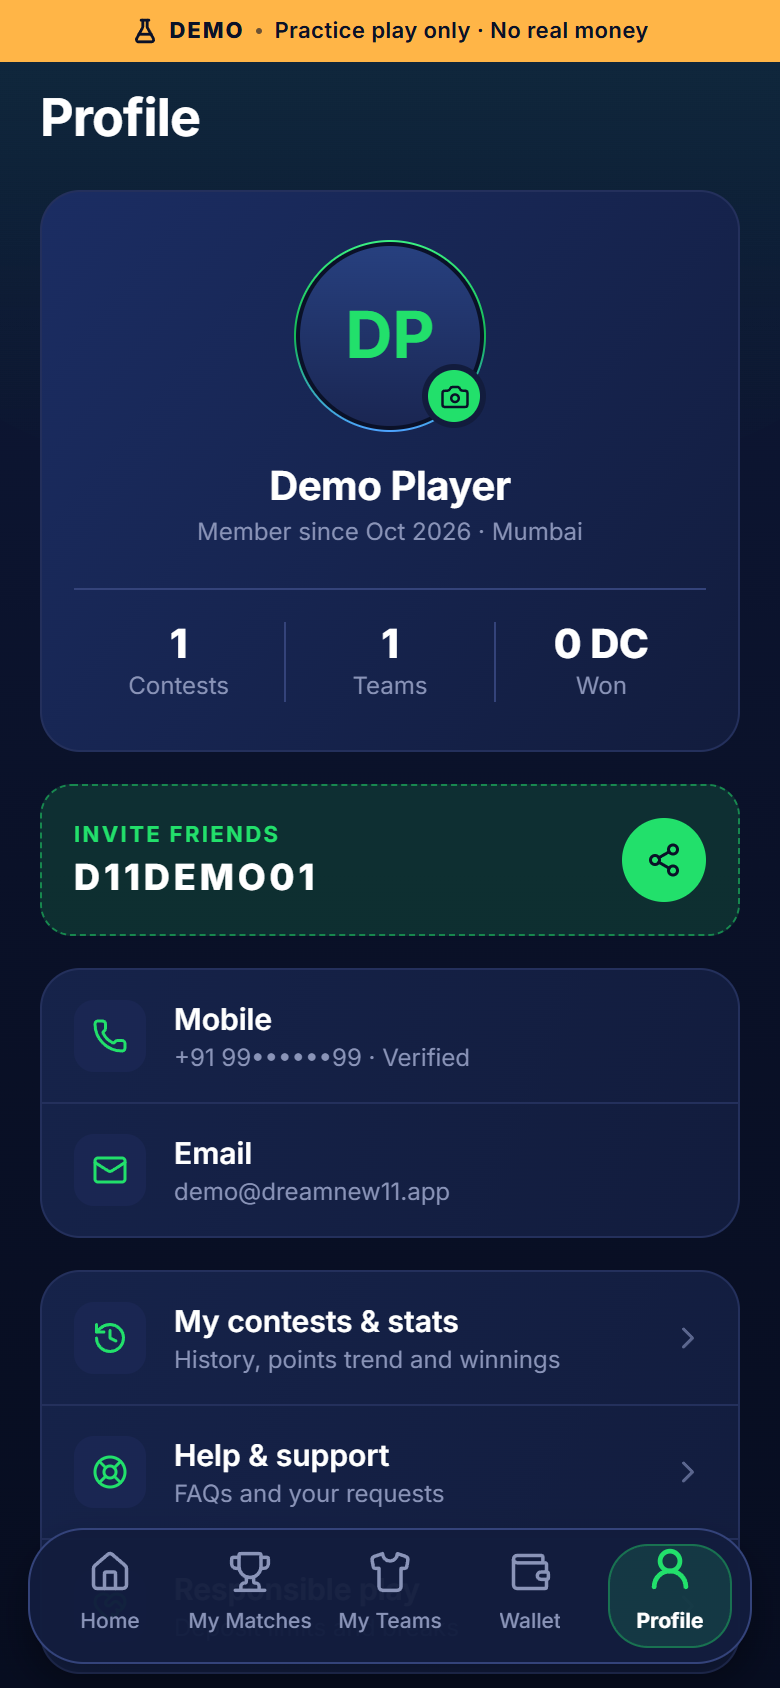 DEMO • Practice play only · No real money
Profile
DP
Demo Player
Member since Oct 2026 · Mumbai
1 1 0 DC
Contests Teams Won
INVITE FRIENDS
D11DEMO01
Mobile
+91 99••••••99 · Verified
Email
demo@dreamnew11.app
My contests & stats
History, points trend and winnings
Help & support
FAQs and your requests
Responsible play
Home My Matches My Teams Wallet Profile